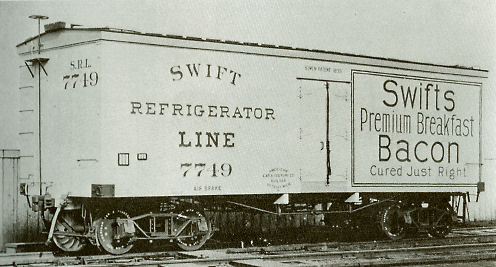 S.R.L.
7749
SWIFT
REFRIGERATOR
LINE
7749
AIR BRAKE
Swifts
Premium Breakfast
Bacon
Cured Just Right